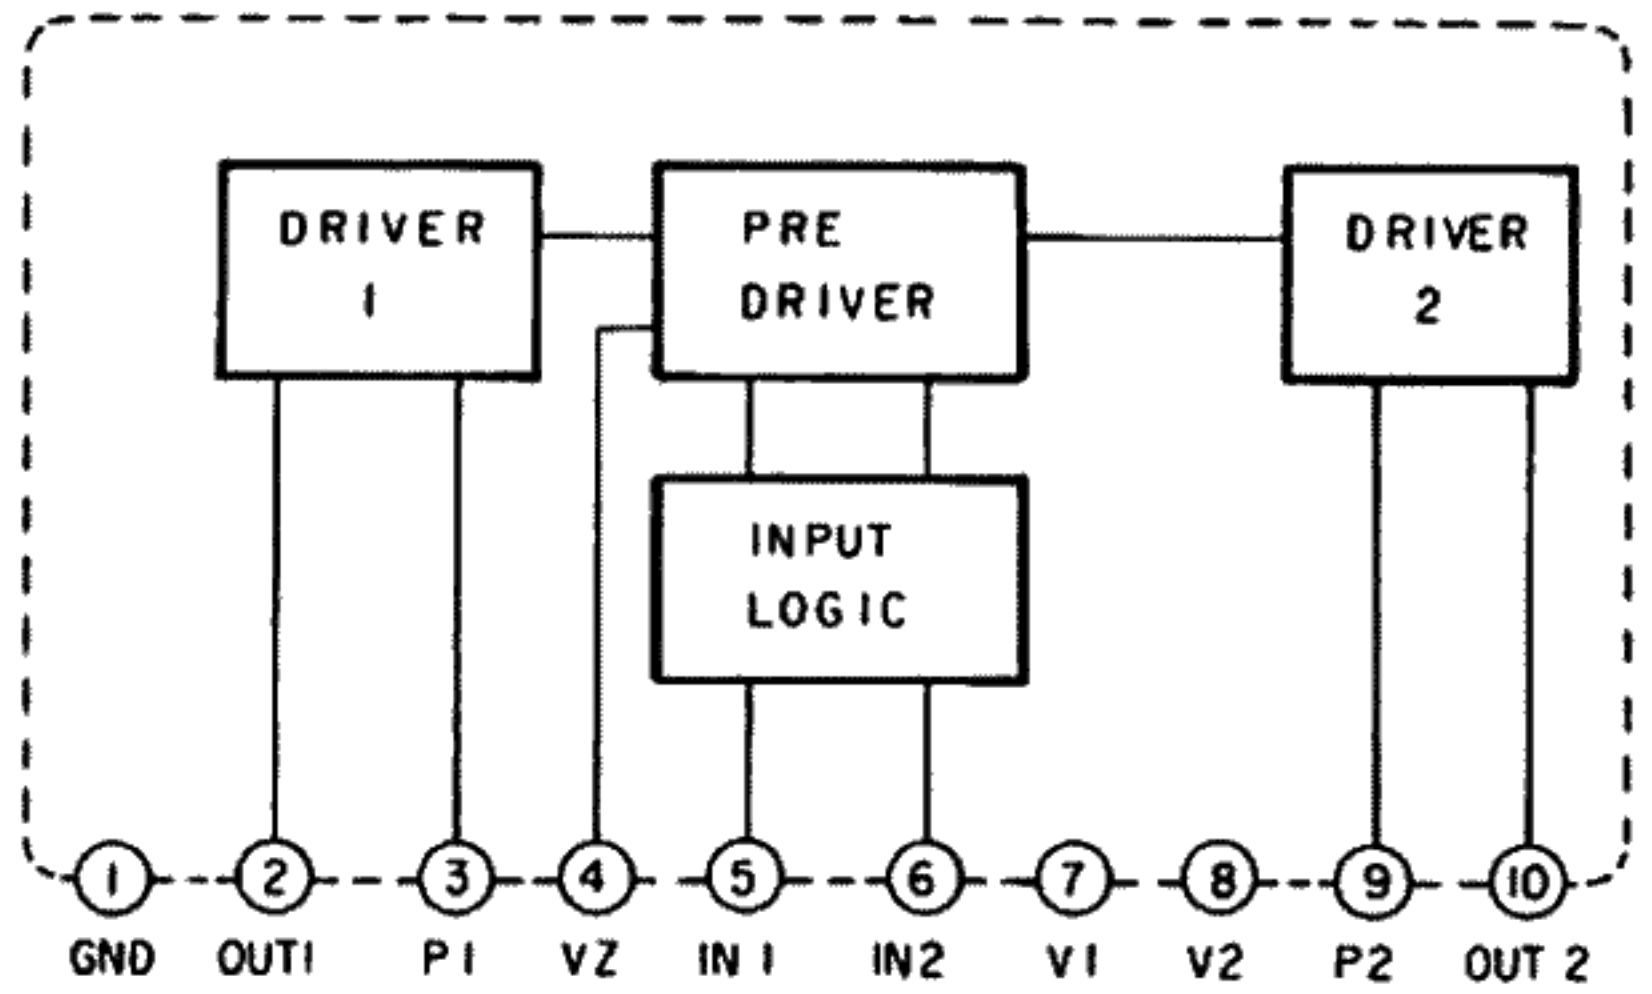 DRIVER
1
PRE
DRIVER
DRIVER
2
INPUT
LOGIC
1 2 3 4 5 6 7 8 9 10
GND OUT1 P1 VZ IN1 IN2 V1 V2 P2 OUT 2